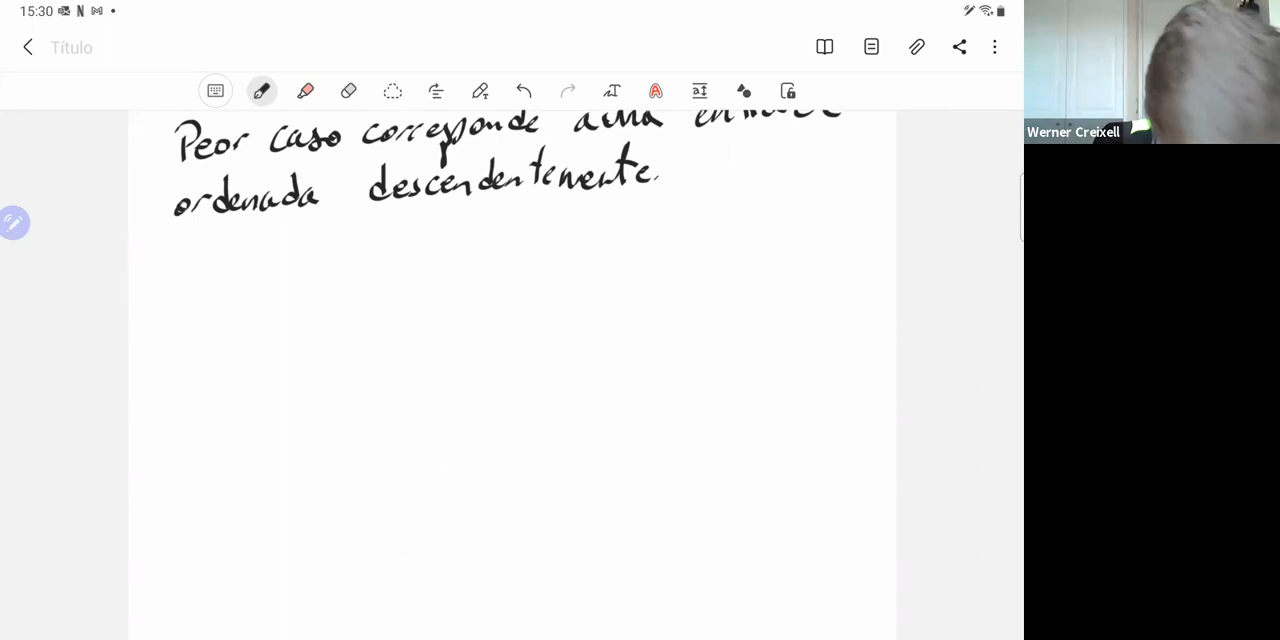 15:30
Título
Werner Creixell
Peor caso corresponde a una
ordenada descendentemente.